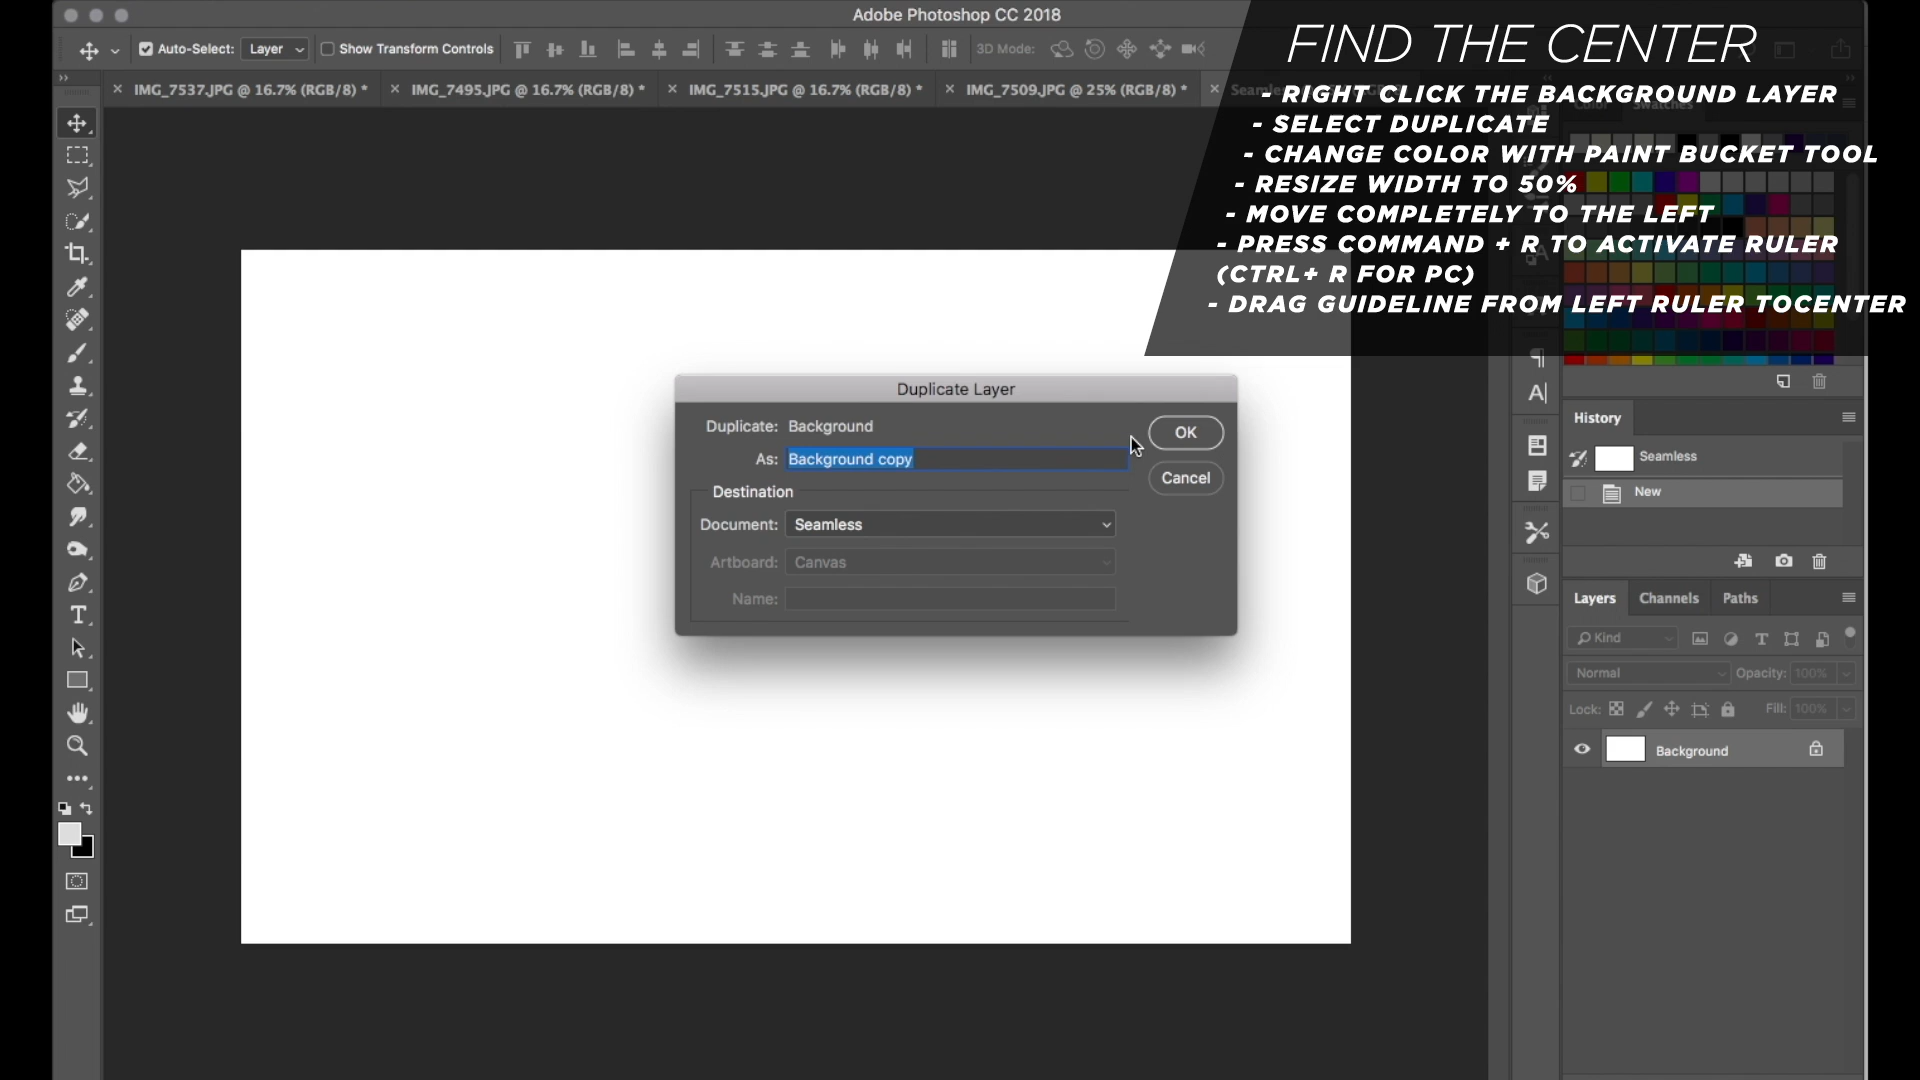 Adobe Photoshop CC 2018
FIND THE CENTER
- RIGHT CLICK THE BACKGROUND LAYER
- SELECT DUPLICATE
- CHANGE COLOR WITH PAINT BUCKET TOOL
- RESIZE WIDTH TO 50%
- MOVE COMPLETELY TO THE LEFT
- PRESS COMMAND + R TO ACTIVATE RULER
(CTRL+ R FOR PC)
- DRAG GUIDELINE FROM LEFT RULER TOCENTER
Auto-Select: Layer Show Transform Controls 3D Mode:
IMG_7537.JPG @ 16.7% (RGB/8) * IMG_7495.JPG @ 16.7% (RGB/8) * IMG_7515.JPG @ 16.7% (RGB/8) * IMG_7509.JPG @ 25% (RGB/8) *
Color Swatches
Duplicate Layer
Duplicate: Background
OK
As: Background copy
Cancel
Destination
Document: Seamless
Artboard: Canvas
Name:
History
Seamless
New
Layers Channels Paths
Kind
Normal Opacity: 100%
Lock: Fill: 100%
Background